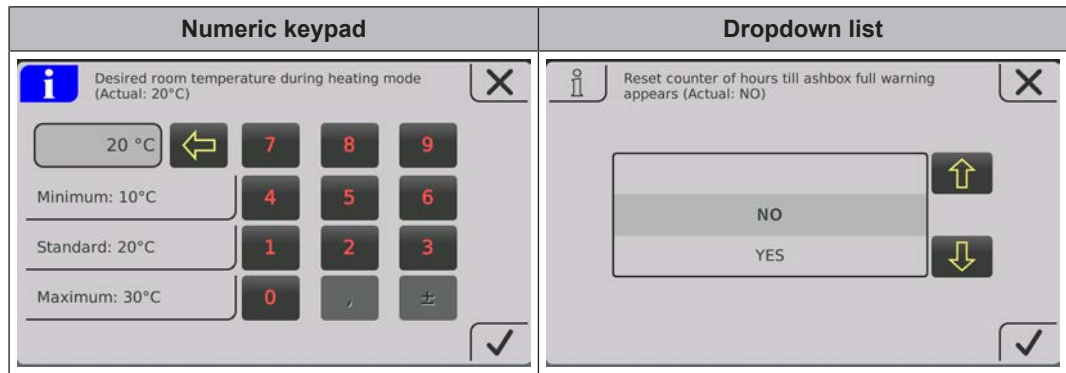 Numeric keypad
Dropdown list
i
Desired room temperature during heating mode
(Actual: 20°C)
20 °C
7 8 9
Minimum: 10°C
4 5 6
Standard: 20°C
1 2 3
Maximum: 30°C
0 , ±
i
Reset counter of hours till ashbox full warning
appears (Actual: NO)
NO
YES